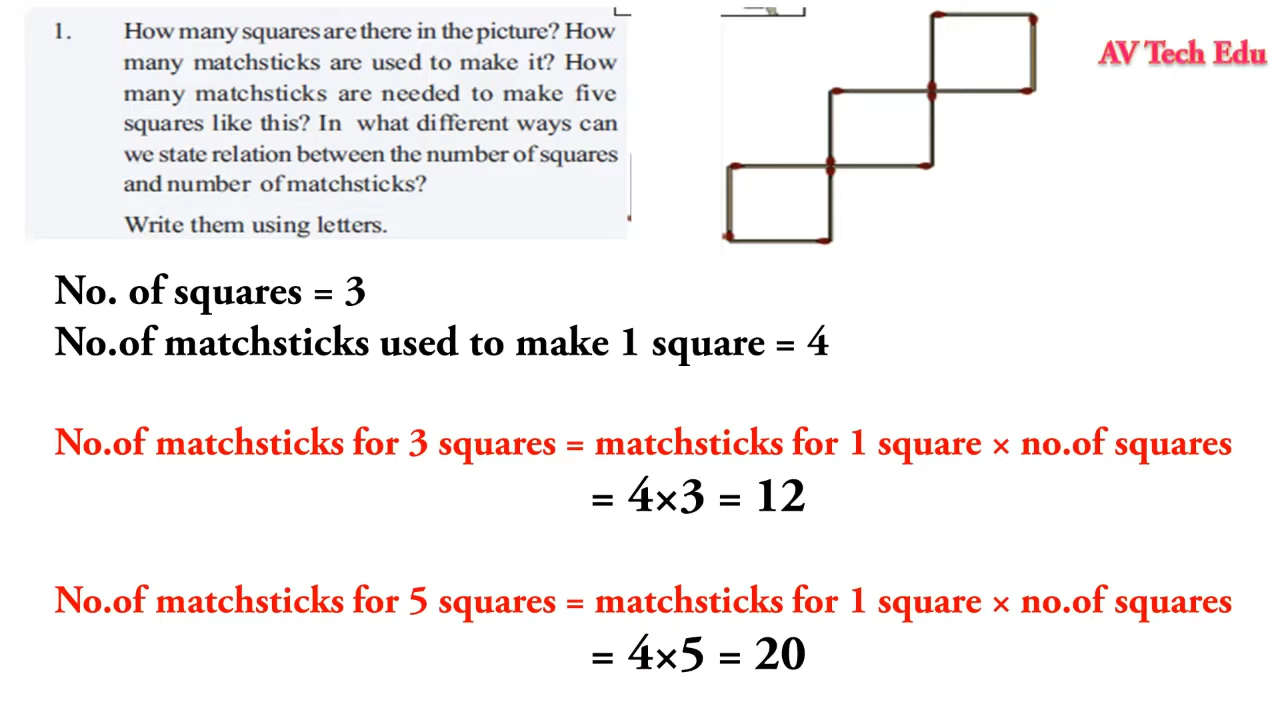 1. How many squares are there in the picture? How
many matchsticks are used to make it? How
many matchsticks are needed to make five
squares like this? In what different ways can
we state relation between the number of squares
and number of matchsticks?
Write them using letters.
AV Tech Edu
No. of squares = 3
No.of matchsticks used to make 1 square = 4
No.of matchsticks for 3 squares = matchsticks for 1 square × no.of squares
= 4×3 = 12
No.of matchsticks for 5 squares = matchsticks for 1 square × no.of squares
= 4×5 = 20